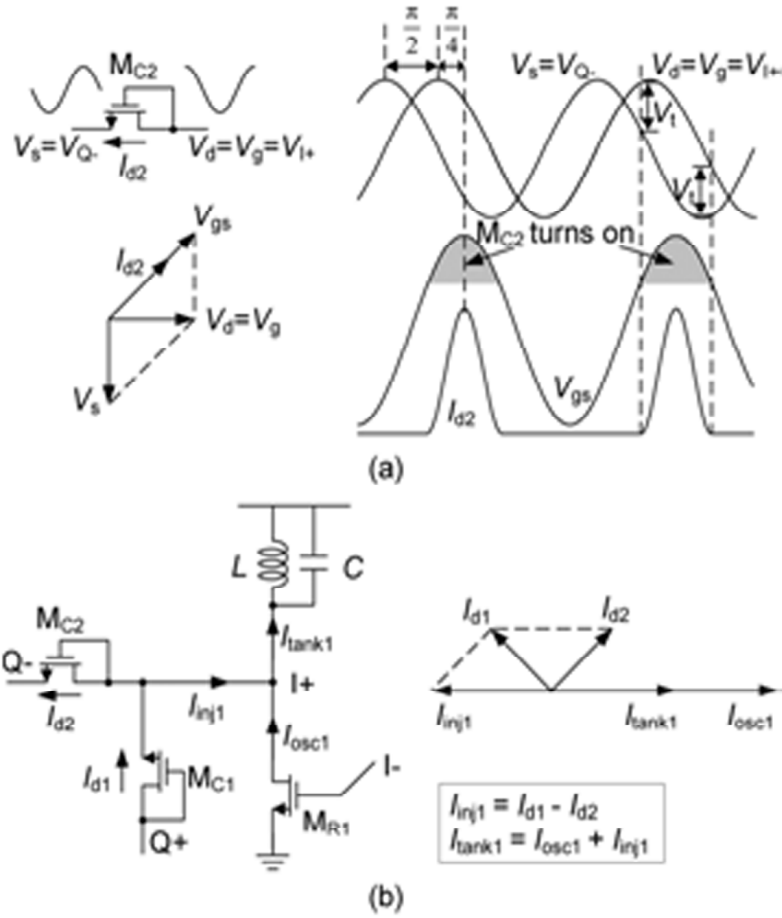 π/2 π/4
M_C2
V_s=V_Q- V_d=V_g=V_I+
I_d2
V_s=V_Q- V_d=V_g=V_I+
V_t
V_t
M_C2 turns on
V_gs
I_d2
V_d=V_g
V_s
V_gs
I_d2
(a)
L C
M_C2
Q-
I_d2
I_tank1
I_inj1
I+
I_osc1
I_d1
M_C1
Q+
I-
M_R1
I_d1 I_d2
I_inj1 I_tank1 I_osc1
I_inj1 = I_d1 - I_d2
I_tank1 = I_osc1 + I_inj1
(b)